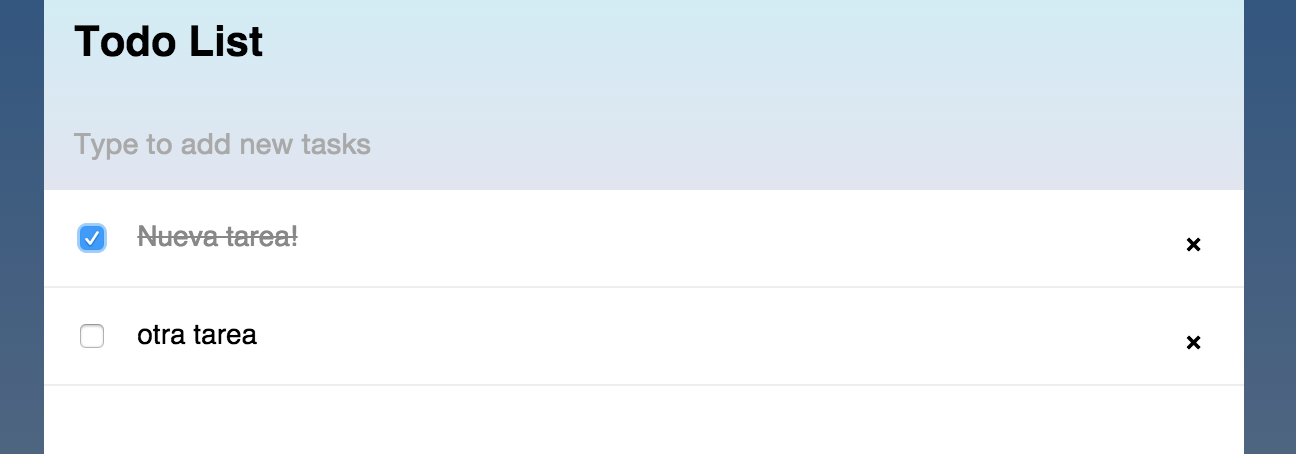 Todo List
Type to add new tasks
Nueva tarea!
otra tarea